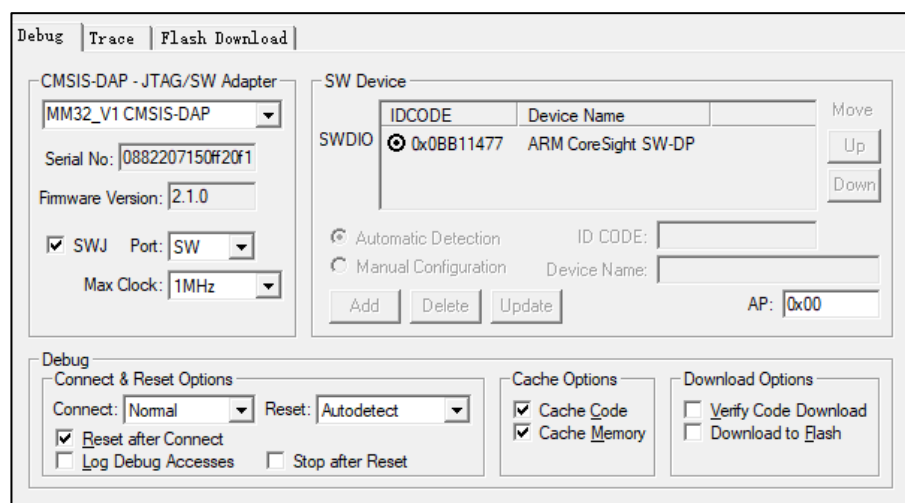 Debug Trace Flash Download
CMSIS-DAP - JTAG/SW Adapter
MM32_V1 CMSIS-DAP
Serial No: 0882207150ff20f1
Firmware Version: 2.1.0
SWJ Port: SW
Max Clock: 1MHz
SW Device
IDCODE Device Name Move
SWDIO 0x0BB11477 ARM CoreSight SW-DP Up
Down
Automatic Detection ID CODE:
Manual Configuration Device Name:
Add Delete Update AP: 0x00
Debug
Connect & Reset Options
Connect: Normal Reset: Autodetect
Reset after Connect
Log Debug Accesses Stop after Reset
Cache Options
Cache Code
Cache Memory
Download Options
Verify Code Download
Download to Flash